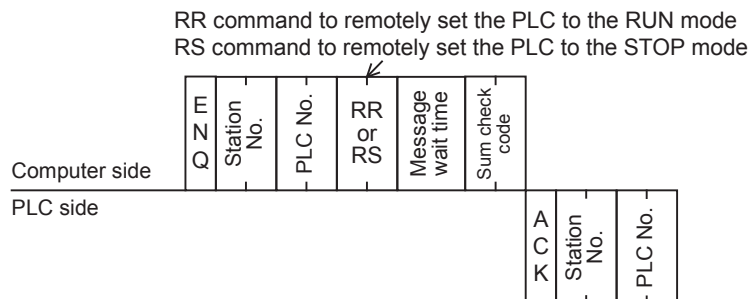 RR command to remotely set the PLC to the RUN mode
RS command to remotely set the PLC to the STOP mode
ENQ
Station
No.
PLC No.
RR
or
RS
Message
wait time
Sum check
code
Computer side
PLC side
ACK
Station
No.
PLC No.